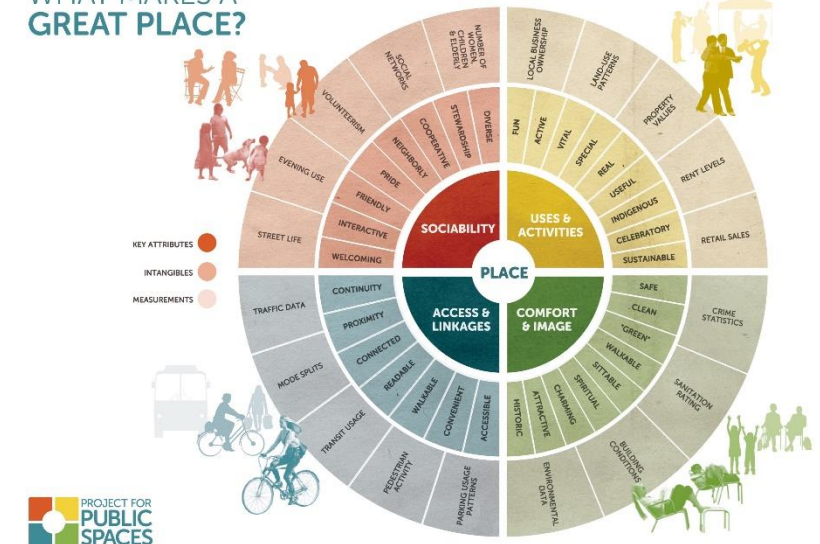 WHAT MAKES A
GREAT PLACE?
NUMBER OF
WOMEN,
CHILDREN
& ELDERLY
SOCIAL
NETWORKS
VOLUNTEERISM
EVENING USE
STREET LIFE
DIVERSE
STEWARDSHIP
COOPERATIVE
NEIGHBORLY
PRIDE
FRIENDLY
INTERACTIVE
WELCOMING
SOCIABILITY
LOCAL BUSINESS
OWNERSHIP
LAND-USE
PATTERNS
PROPERTY
VALUES
RENT LEVELS
RETAIL SALES
FUN
ACTIVE
VITAL
SPECIAL
REAL
USEFUL
INDIGENOUS
CELEBRATORY
SUSTAINABLE
USES &
ACTIVITIES
KEY ATTRIBUTES
INTANGIBLES
MEASUREMENTS
PLACE
ACCESS &
LINKAGES
CONTINUITY
PROXIMITY
CONNECTED
READABLE
WALKABLE
CONVENIENT
ACCESSIBLE
TRAFFIC DATA
MODE SPLITS
TRANSIT USAGE
PEDESTRIAN
ACTIVITY
PARKING USAGE
PATTERNS
COMFORT
& IMAGE
SAFE
CLEAN
"GREEN"
WALKABLE
SITTABLE
SPIRITUAL
CHARMING
ATTRACTIVE
HISTORIC
CRIME
STATISTICS
SANITATION
RATING
BUILDING
CONDITIONS
ENVIRONMENTAL
DATA
PROJECT FOR
PUBLIC
SPACES